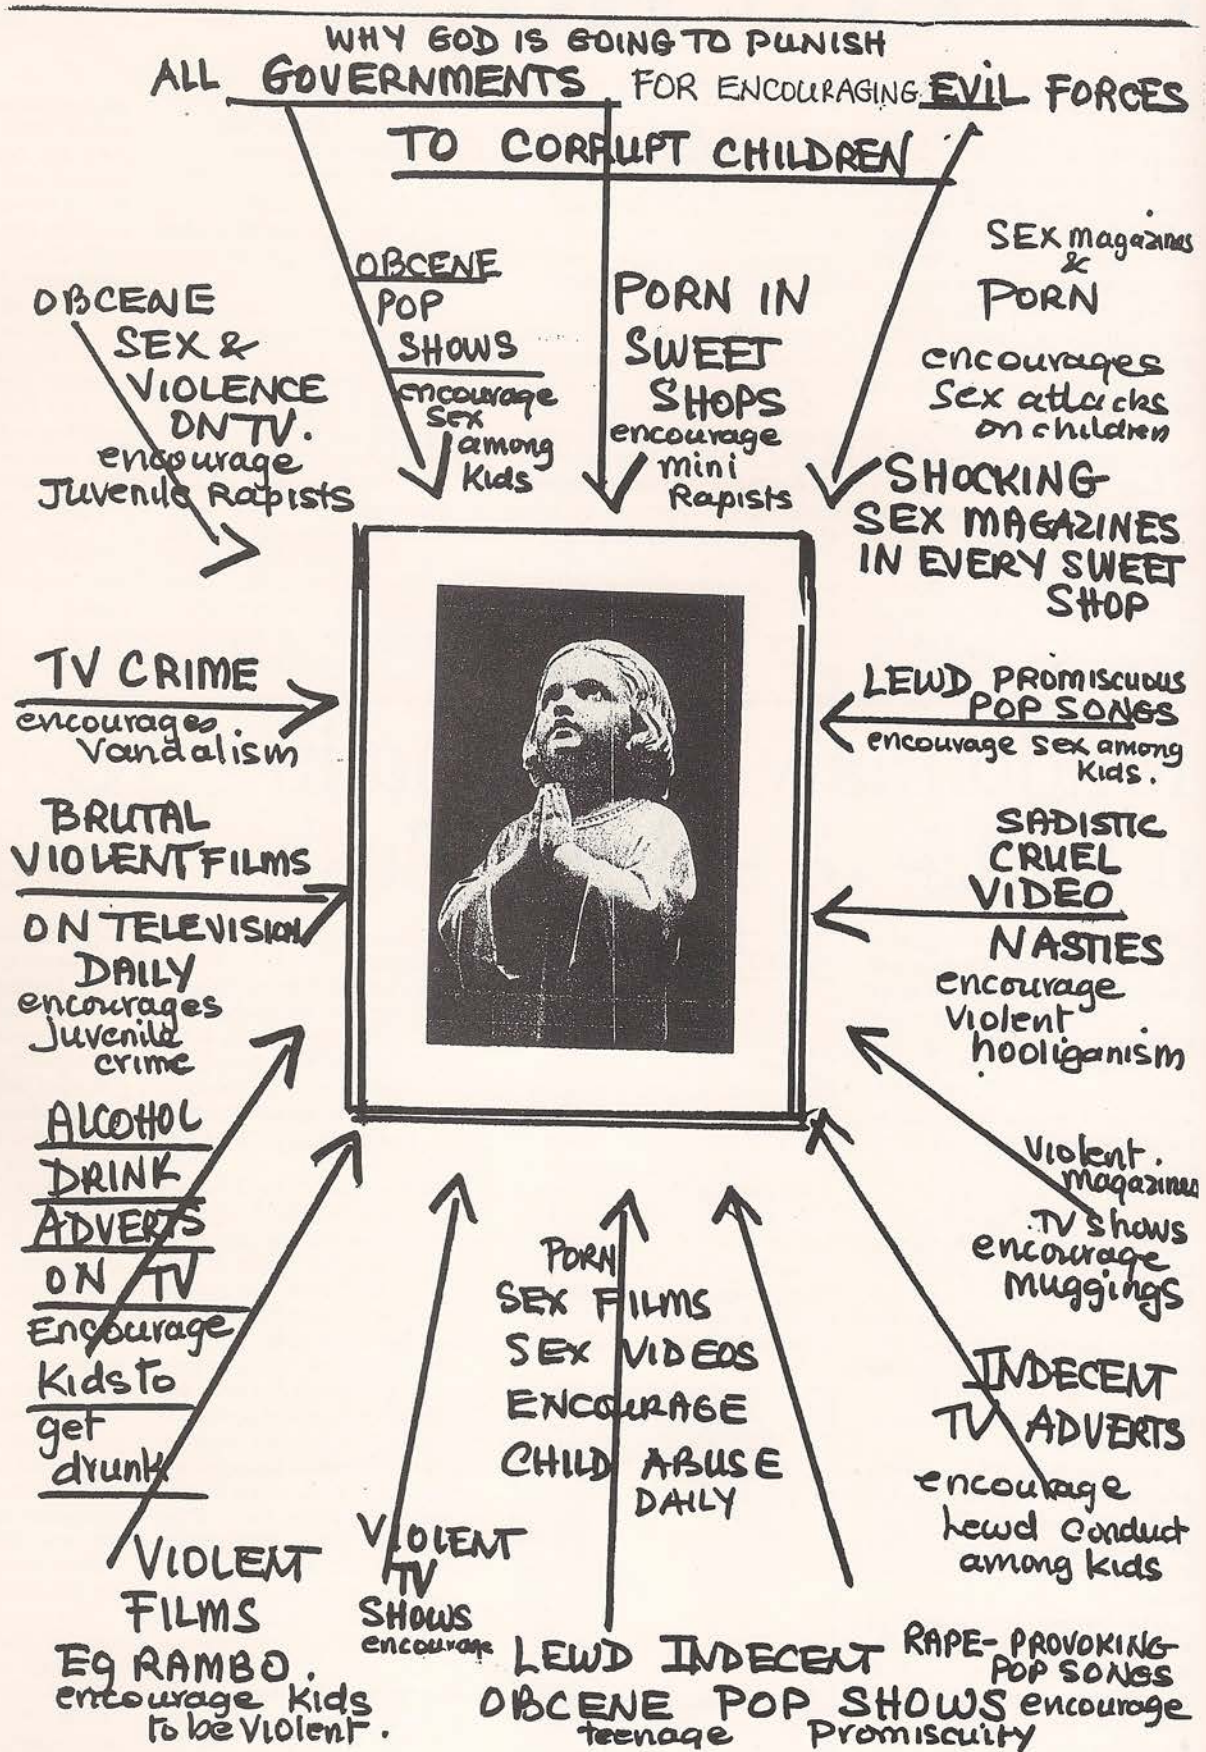 WHY GOD IS GOING TO PUNISH
ALL GOVERNMENTS FOR ENCOURAGING EVIL FORCES
TO CORRUPT CHILDREN
OBCENE
SEX &
VIOLENCE
ON TV.
encourage
Juvenile Rapists
OBCENE
POP
SHOWS
encourage
sex
among
Kids
PORN IN
SWEET
SHOPS
encourage
mini
Rapists
SEX magazines
&
PORN
encourages
Sex attacks
on children
SHOCKING
SEX MAGAZINES
IN EVERY SWEET
SHOP
TV CRIME
encourages
Vandalism
LEWD PROMISCUOUS
POP SONGS
encourage sex among
Kids.
BRUTAL
VIOLENT FILMS
ON TELEVISION
DAILY
encourages
Juvenile
crime
SADISTIC
CRUEL
VIDEO
NASTIES
encourage
Violent
hooliganism
ALCOHOL
DRINK
ADVERTS
ON TV
Encourage
Kids to
get
drunk
Violent.
magazines
TV shows
encourage
muggings
PORN
SEX FILMS
SEX VIDEOS
ENCOURAGE
CHILD ABUSE
DAILY
INDECENT
TV ADVERTS
encourage
Lewd Conduct
among kids
VIOLENT
FILMS
Eg RAMBO.
encourage Kids
to be violent.
VIOLENT
TV
SHOWS
encourage
LEWD INDECENT
OBCENE POP SHOWS
teenage Promiscuity
RAPE-PROVOKING
POP SONGS
encourage